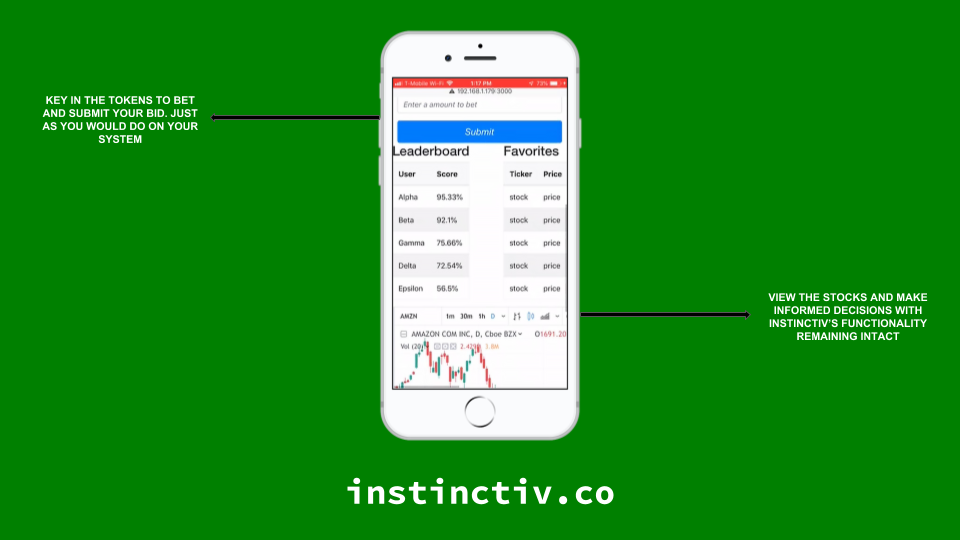 KEY IN THE TOKENS TO BET
AND SUBMIT YOUR BID. JUST
AS YOU WOULD DO ON YOUR
SYSTEM
T-Mobile Wi-Fi 1:17 PM 73%
192.168.1.179:3000
Enter a amount to bet
Submit
Leaderboard Favorites
User Score Ticker Price
Alpha 95.33% stock price
Beta 92.1% stock price
Gamma 75.66% stock price
Delta 72.54% stock price
Epsilon 56.5% stock price
AMZN 1m 30m 1h D
AMAZON COM INC, D, Cboe BZX O1691.20
Vol (20) 3.8M
VIEW THE STOCKS AND MAKE
INFORMED DECISIONS WITH
INSTINCTIV'S FUNCTIONALITY
REMAINING INTACT
instinctiv.co